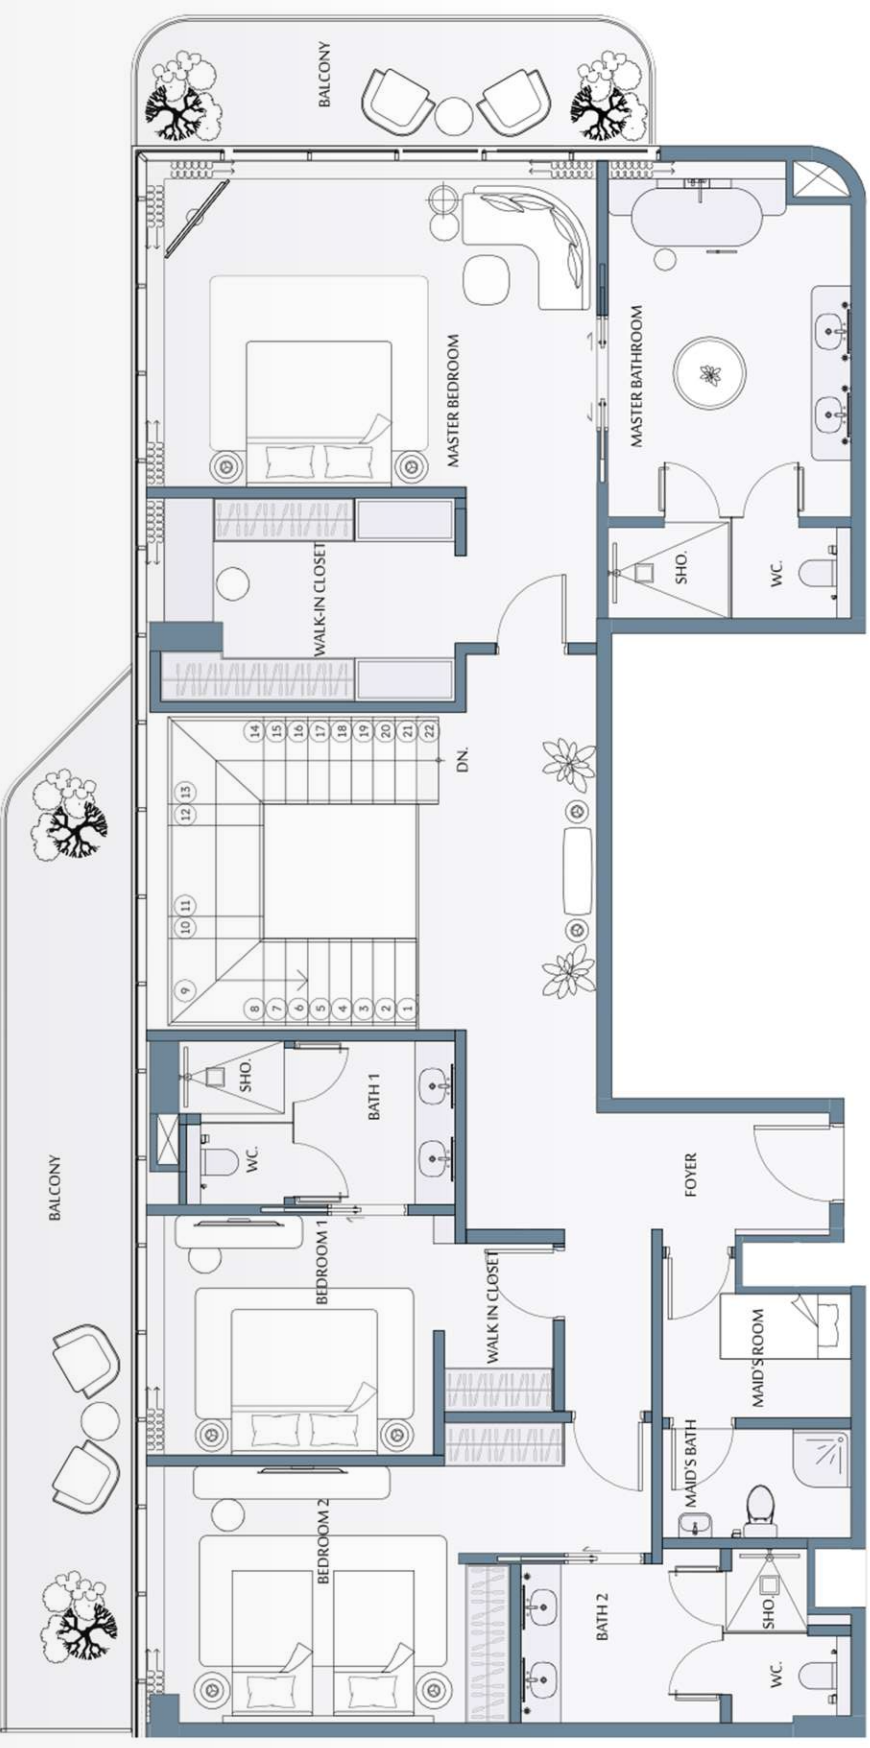 BALCONY
MASTER BEDROOM
MASTER BATHROOM
SHO.
WC.
WALK-IN CLOSET
14
15
16
17
18
19
20
21
22
DN.
13
12
11
10
9
8
7
6
5
4
3
2
1
SHO.
BATH 1
WC.
BALCONY
FOYER
BEDROOM 1
WALK IN CLOSET
MAID'S ROOM
MAID'S BATH
BEDROOM 2
BATH 2
SHO.
WC.